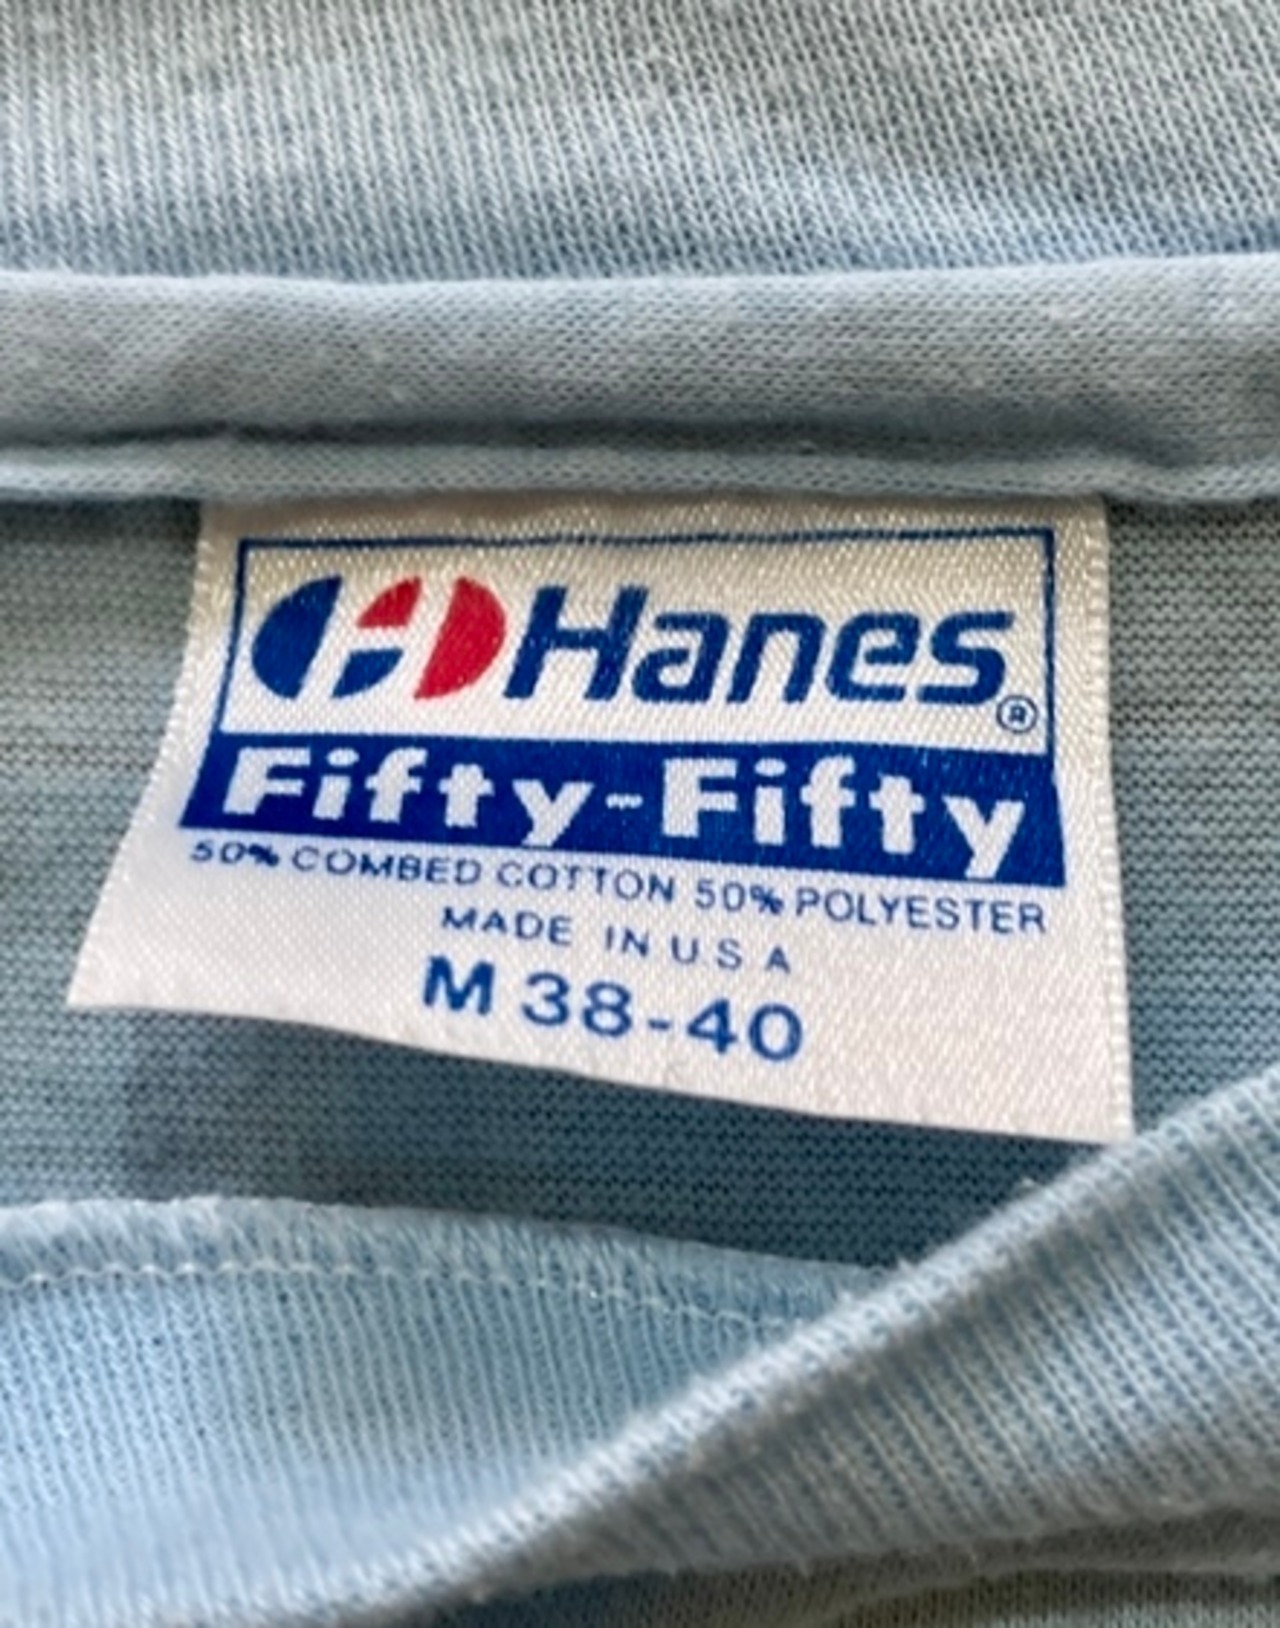 Hanes®
Fifty-Fifty
50% COMBED COTTON 50% POLYESTER
MADE IN U S A
M 38-40